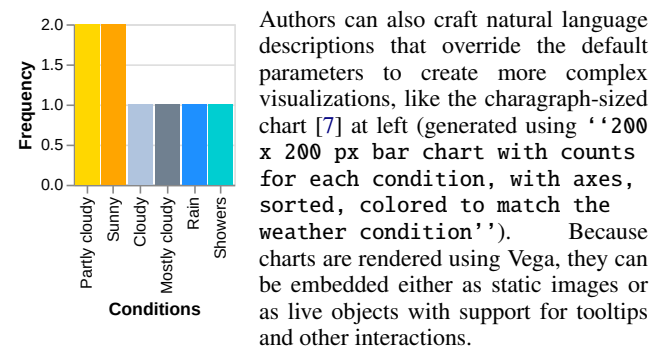 2.0
1.5
1.0
0.5
0.0
Frequency
Partly cloudy
Sunny
Cloudy
Mostly cloudy
Rain
Showers
Conditions
Authors can also craft natural language
descriptions that override the default
parameters to create more complex
visualizations, like the charagraph-sized
chart [7] at left (generated using ‘‘200
x 200 px bar chart with counts
for each condition, with axes,
sorted, colored to match the
weather condition’’). Because
charts are rendered using Vega, they can
be embedded either as static images or
as live objects with support for tooltips
and other interactions.